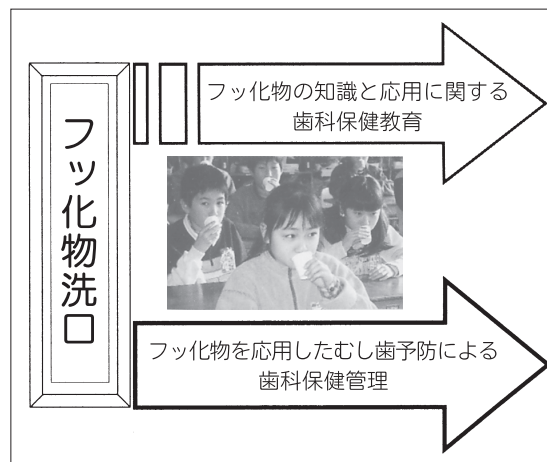 フッ化物洗口
フッ化物の知識と応用に関する
歯科保健教育
フッ化物を応用したむし歯予防による
歯科保健管理